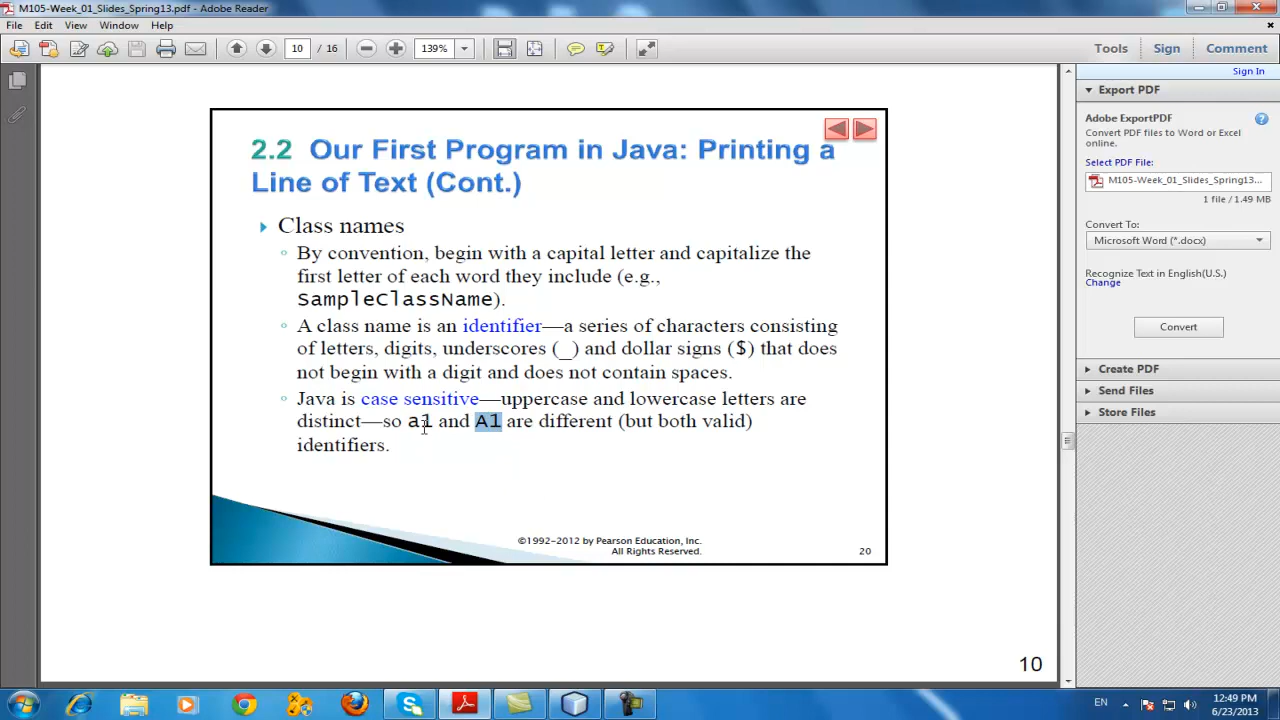 M105-Week_01_Slides_Spring13.pdf - Adobe Reader
File Edit View Window Help
10 / 16 139% Tools Sign Comment
Sign In
Export PDF
Adobe ExportPDF
Convert PDF files to Word or Excel
online.
Select PDF File:
M105-Week_01_Slides_Spring13...
1 file / 1.49 MB
Convert To:
Microsoft Word (*.docx)
Recognize Text in English(U.S.)
Change
Convert
Create PDF
Send Files
Store Files
2.2 Our First Program in Java: Printing a
Line of Text (Cont.)
Class names
By convention, begin with a capital letter and capitalize the
first letter of each word they include (e.g.,
SampleClassName).
A class name is an identifier—a series of characters consisting
of letters, digits, underscores (_) and dollar signs ($) that does
not begin with a digit and does not contain spaces.
Java is case sensitive—uppercase and lowercase letters are
distinct—so a1 and A1 are different (but both valid)
identifiers.
©1992-2012 by Pearson Education, Inc.
All Rights Reserved.
20
10
EN
12:49 PM
6/23/2013